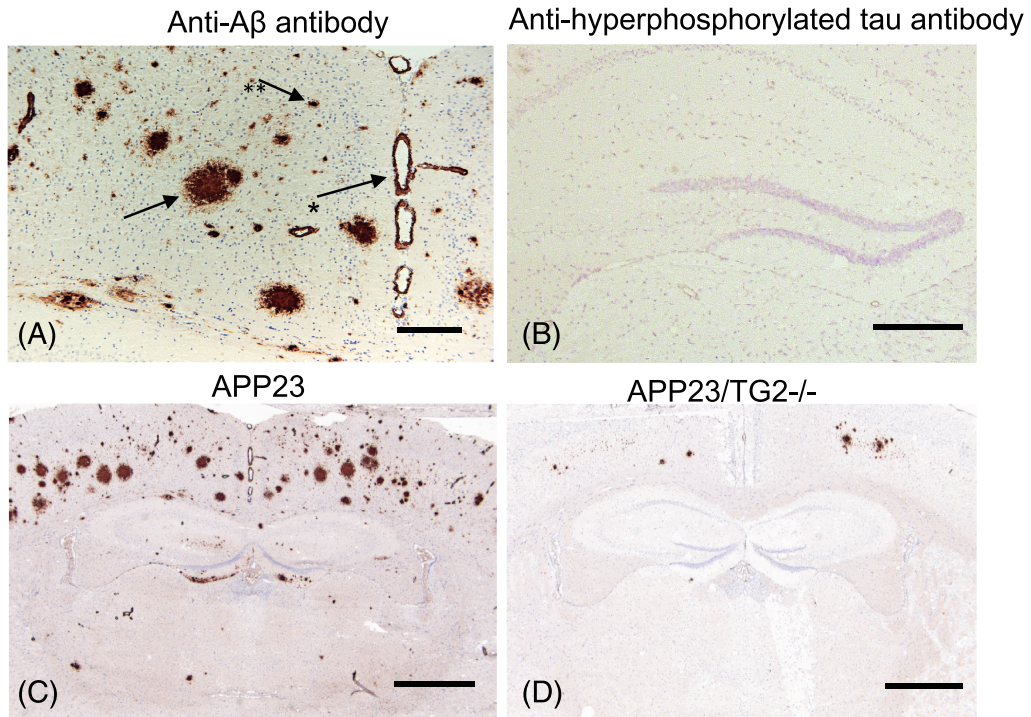 Anti-Aβ antibody
Anti-hyperphosphorylated tau antibody
**
*
(A)
(B)
APP23
APP23/TG2-/-
(C)
(D)